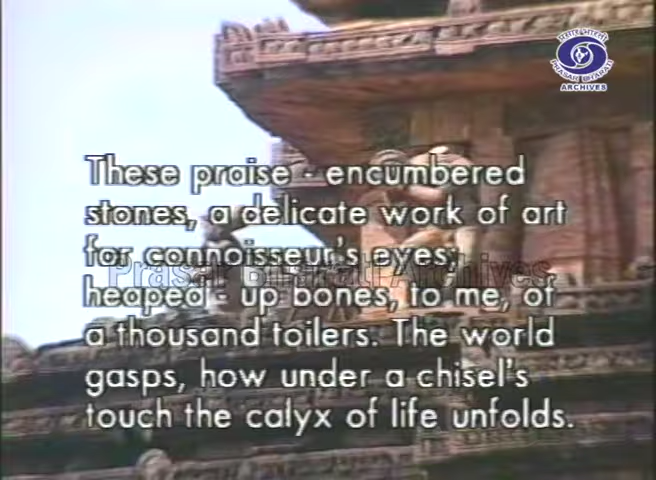 PRASAR BHARATI
ARCHIVES
These praise - encumbered
stones, a delicate work of art
for connoisseur's eyes;
Prasar Bharati Archives
heaped - up bones, to me, of
a thousand toilers. The world
gasps, how under a chisel's
touch the calyx of life unfolds.